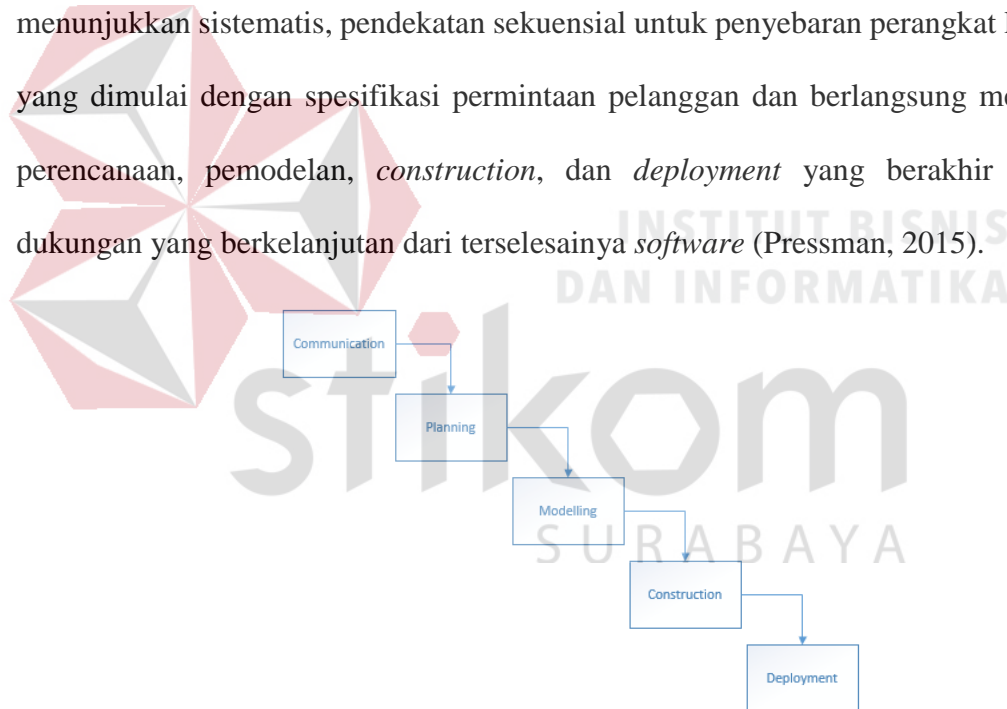 menunjukkan sistematis, pendekatan sekuensial untuk penyebaran perangkat
yang dimulai dengan spesifikasi permintaan pelanggan dan berlangsung
perencanaan, pemodelan, construction, dan deployment yang berakhir
INSTITUT BISNIS
dukungan yang berkelanjutan dari terselesainya software (Pressman, 2015).
DAN INFORMATIKA
Communication
stikom
Planning
Modelling
SURABAYA
Construction
Deployment